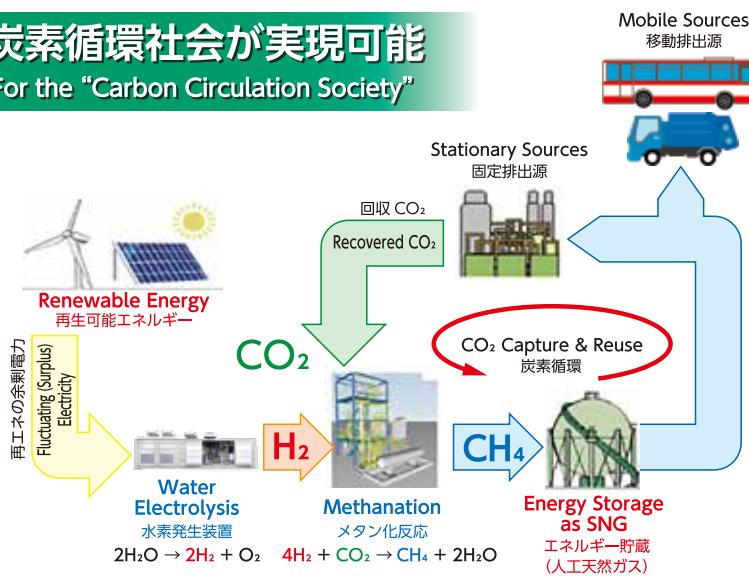 炭素循環社会が実現可能
For the “Carbon Circulation Society”
Mobile Sources
移動排出源
Stationary Sources
固定排出源
回収 CO₂
Recovered CO₂
Renewable Energy
再生可能エネルギー
CO₂
CO₂ Capture & Reuse
炭素循環
再エネの余剰電力
Fluctuating (Surplus)
Electricity
H₂
CH₄
Water
Electrolysis
水素発生装置
2H₂O → 2H₂ + O₂
Methanation
メタン化反応
4H₂ + CO₂ → CH₄ + 2H₂O
Energy Storage
as SNG
エネルギー貯蔵
（人工天然ガス）